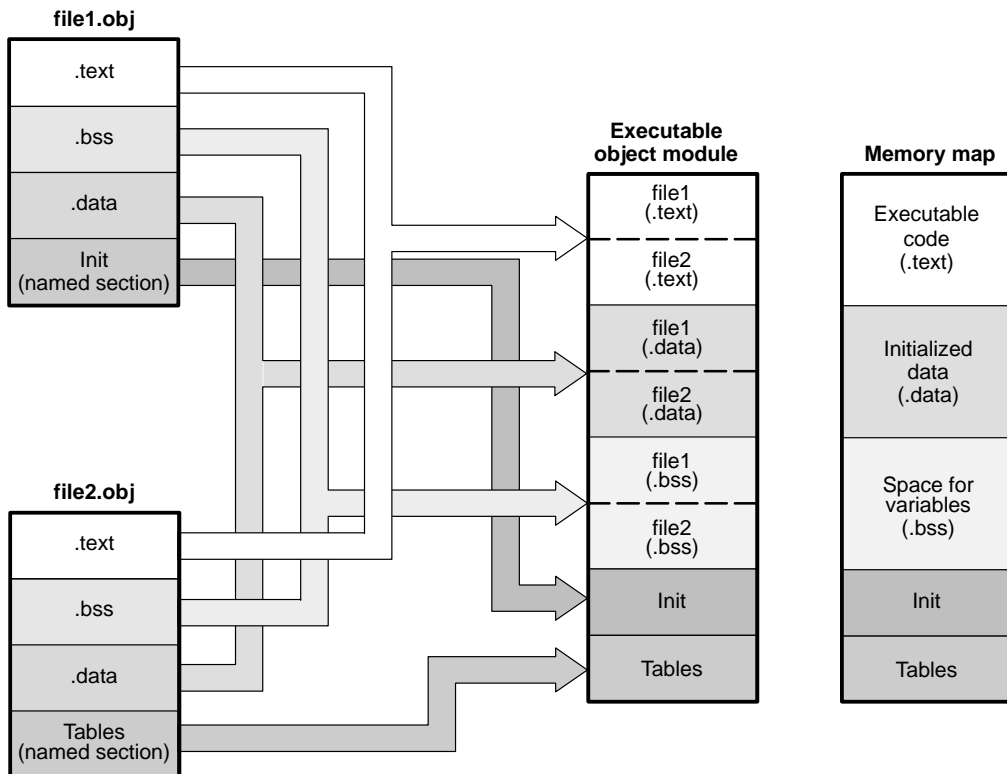 file1.obj
.text
.bss
.data
Init
(named section)
file2.obj
.text
.bss
.data
Tables
(named section)
Executable
object module
file1
(.text)
file2
(.text)
file1
(.data)
file2
(.data)
file1
(.bss)
file2
(.bss)
Init
Tables
Memory map
Executable
code
(.text)
Initialized
data
(.data)
Space for
variables
(.bss)
Init
Tables